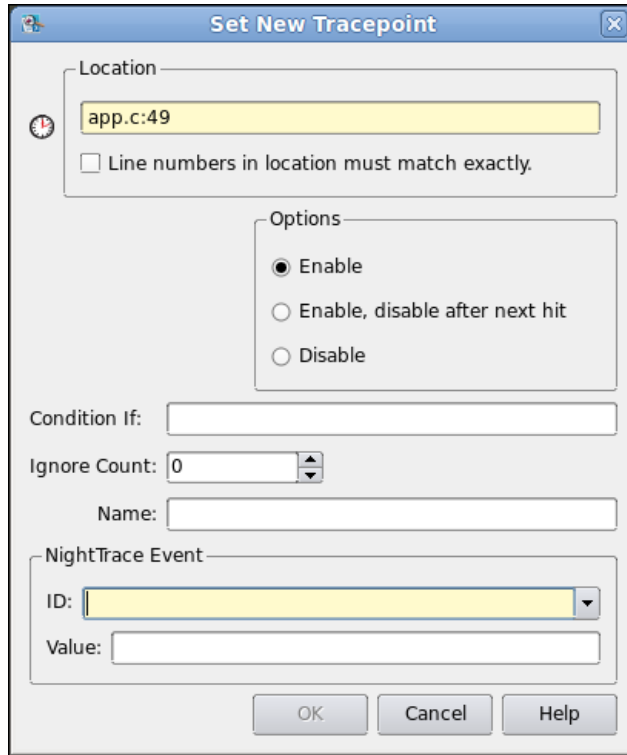 Set New Tracepoint
Location
app.c:49
Line numbers in location must match exactly.
Options
Enable
Enable, disable after next hit
Disable
Condition If:
Ignore Count: 0
Name:
NightTrace Event
ID:
Value:
OK Cancel Help